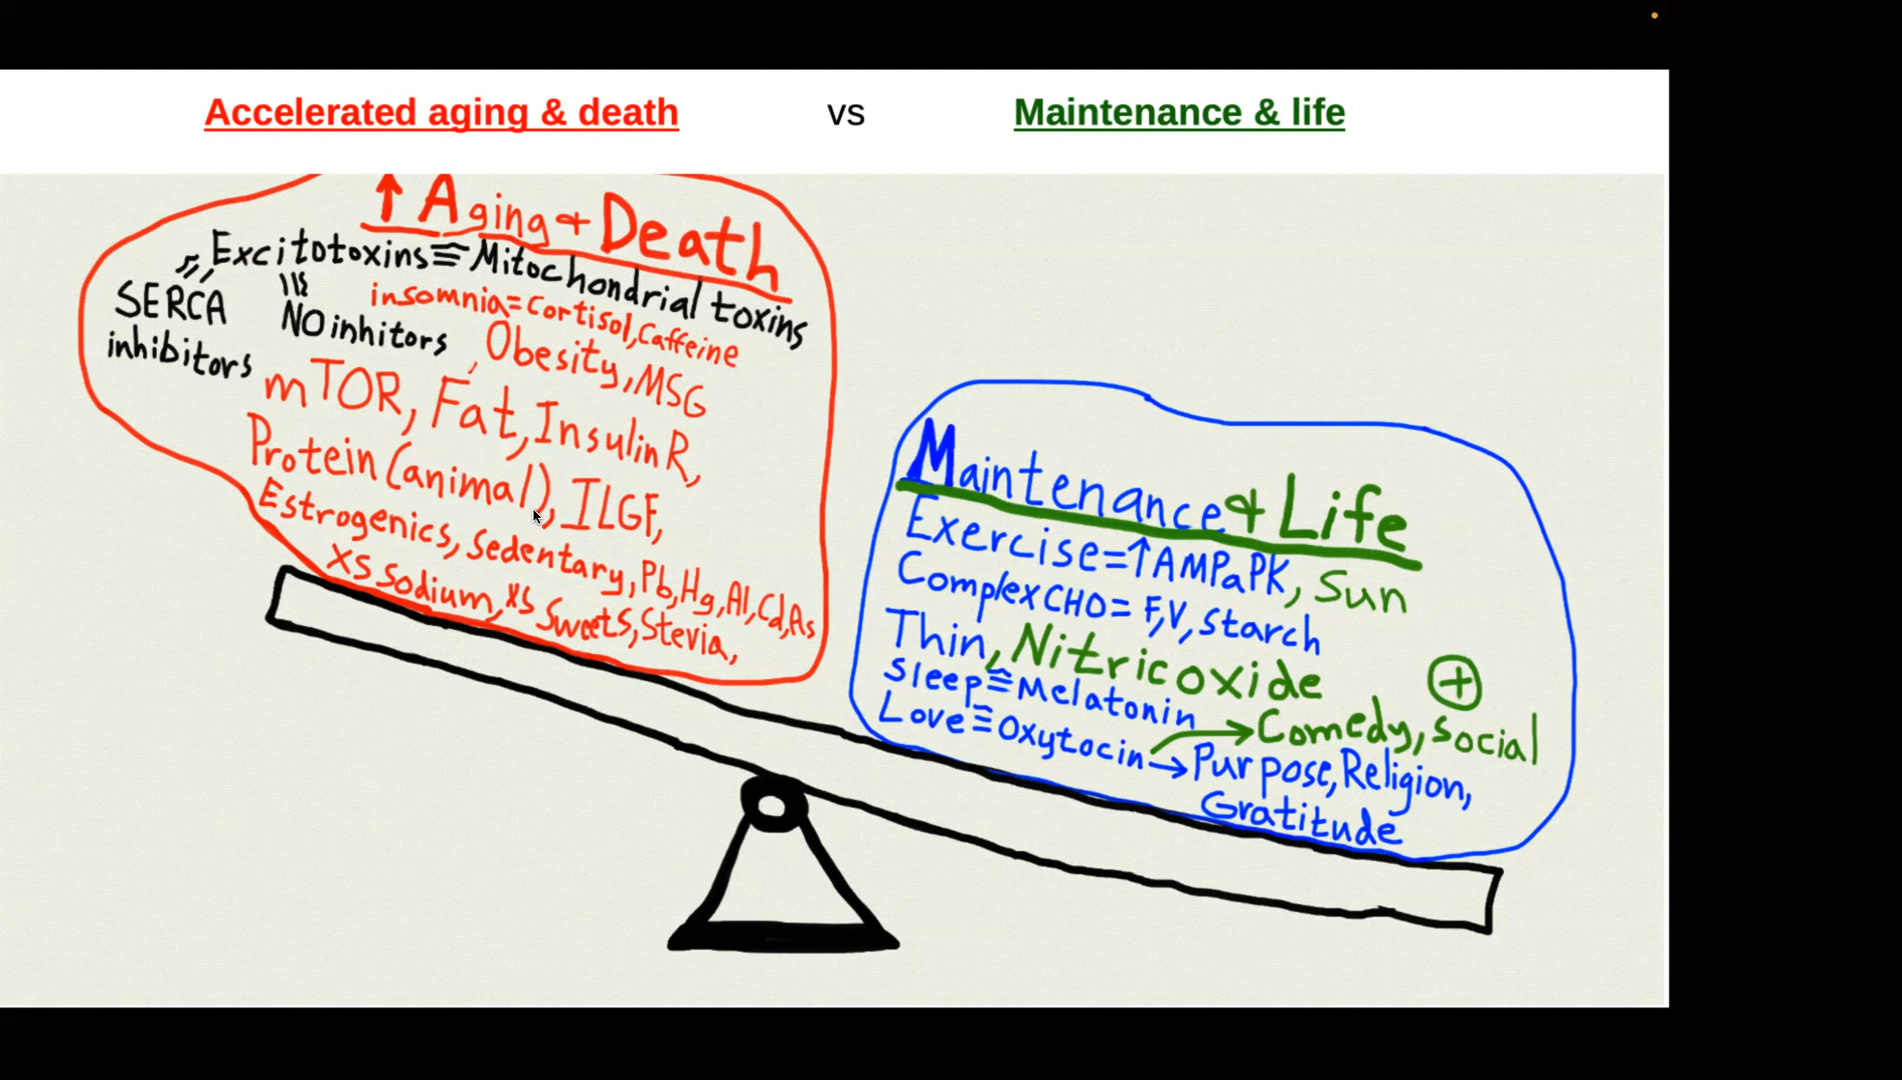 Accelerated aging & death vs Maintenance & life
↑ Aging + Death
Excitotoxins ≡ Mitochondrial toxins
SERCA inhibitors
NO inhitors
insomnia = Cortisol, Caffeine
Obesity, MSG
mTOR, Fat, Insulin R,
Protein (animal), ILGF,
Estrogenics, Sedentary, Pb, Hg, Al, Cd, As
XS Sodium, XS Sweets, Stevia,
Maintenance + Life
Exercise = ↑ AMPaPK, Sun
Complex CHO = F, V, Starch
Thin, Nitric oxide
Sleep ≡ Melatonin
Love ≡ Oxytocin → Comedy, Social
→ Purpose, Religion,
Gratitude
+